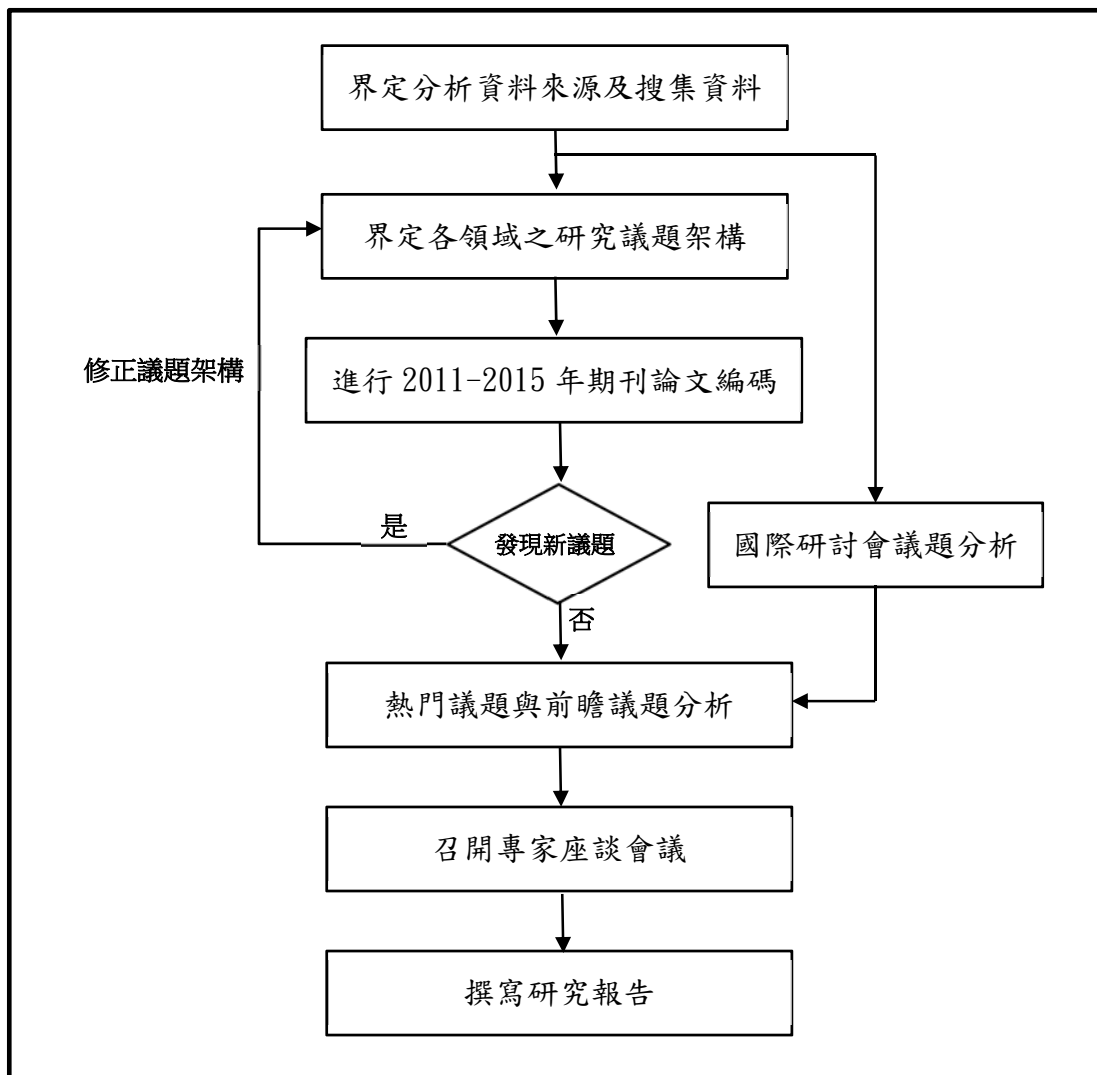 界定分析資料來源及搜集資料
界定各領域之研究議題架構
進行 2011-2015 年期刊論文編碼
修正議題架構
是
發現新議題
國際研討會議題分析
否
熱門議題與前瞻議題分析
召開專家座談會議
撰寫研究報告